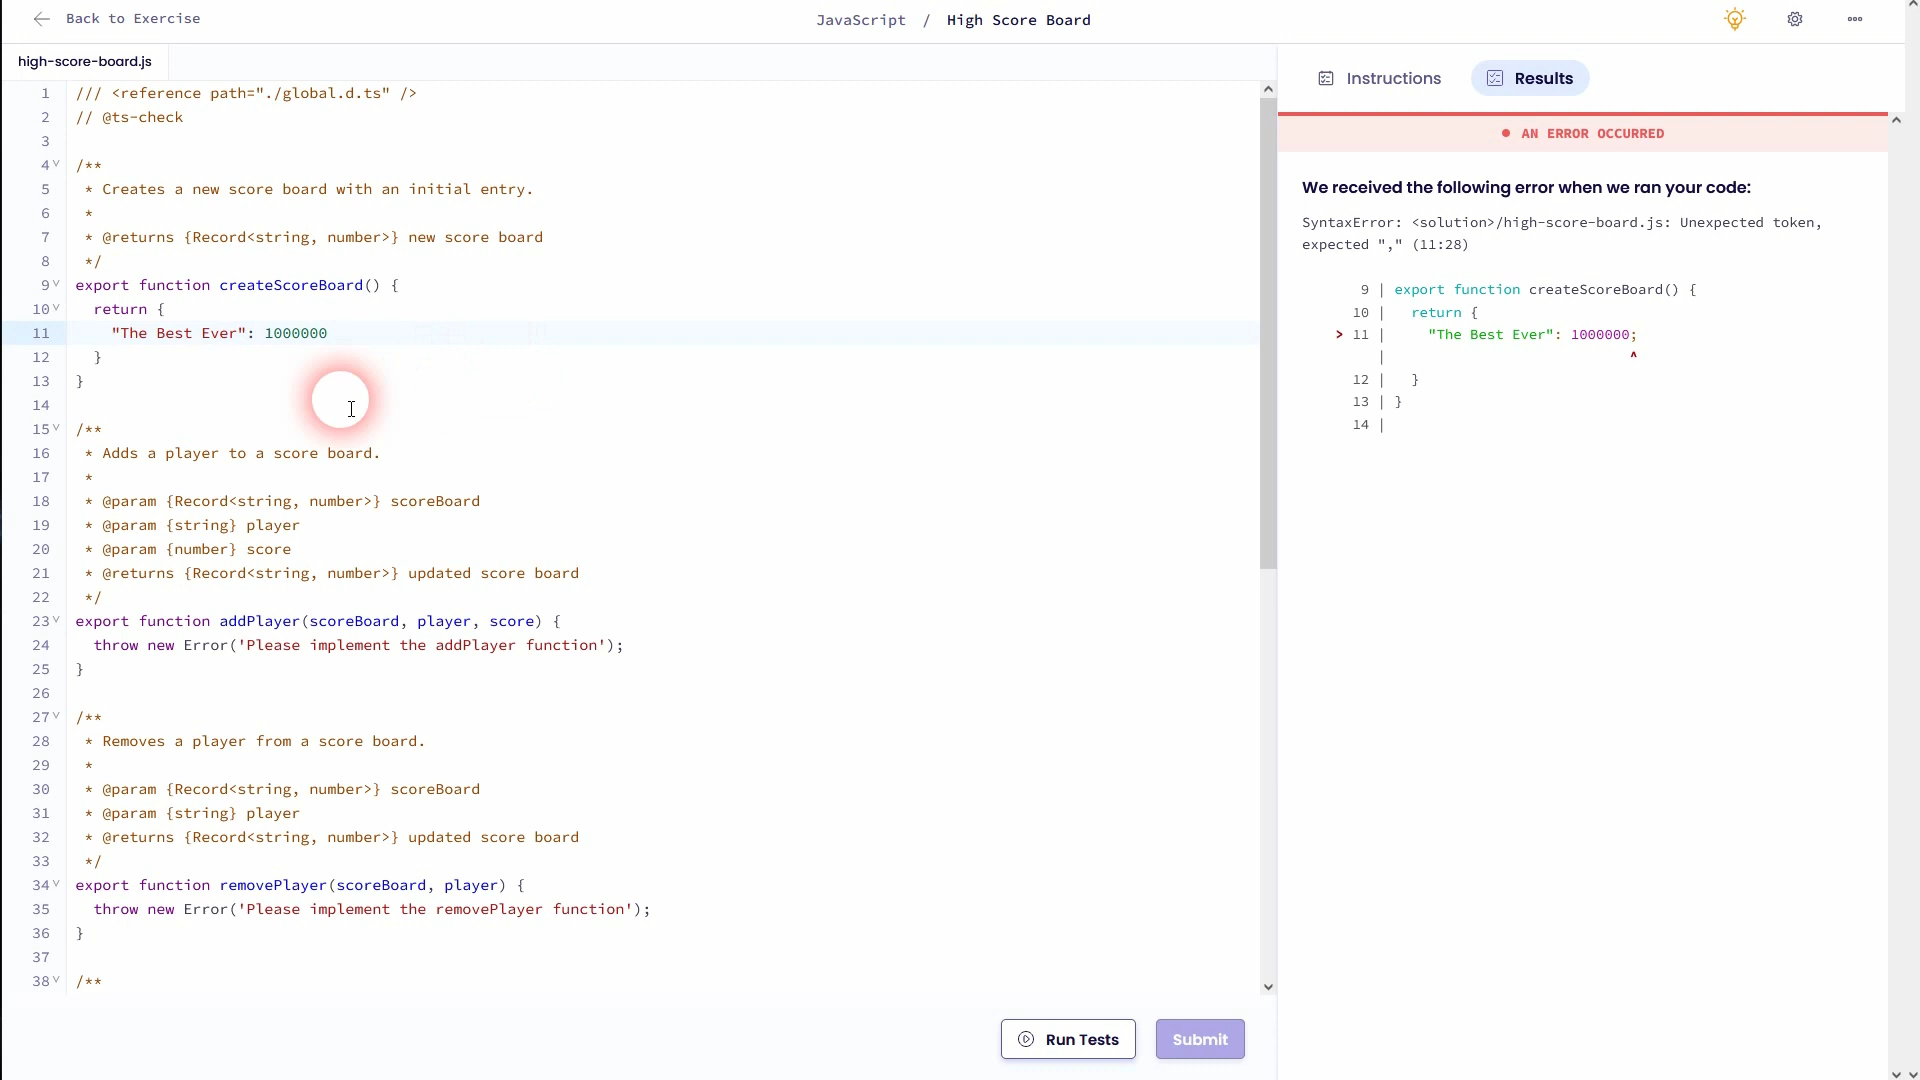 Back to Exercise
JavaScript / High Score Board
high-score-board.js
Instructions
Results
1 /// <reference path="./global.d.ts" />
2 // @ts-check
3
4 /**
5 * Creates a new score board with an initial entry.
6 *
7 * @returns {Record<string, number>} new score board
8 */
9 export function createScoreBoard() {
10 return {
11 "The Best Ever": 1000000
12 }
13 }
14
15 /**
16 * Adds a player to a score board.
17 *
18 * @param {Record<string, number>} scoreBoard
19 * @param {string} player
20 * @param {number} score
21 * @returns {Record<string, number>} updated score board
22 */
23 export function addPlayer(scoreBoard, player, score) {
24 throw new Error('Please implement the addPlayer function');
25 }
26
27 /**
28 * Removes a player from a score board.
29 *
30 * @param {Record<string, number>} scoreBoard
31 * @param {string} player
32 * @returns {Record<string, number>} updated score board
33 */
34 export function removePlayer(scoreBoard, player) {
35 throw new Error('Please implement the removePlayer function');
36 }
37
38 /**
Run Tests
Submit
AN ERROR OCCURRED
We received the following error when we ran your code:
SyntaxError: <solution>/high-score-board.js: Unexpected token,
expected "," (11:28)
9 | export function createScoreBoard() {
10 | return {
> 11 | "The Best Ever": 1000000;
| ^
12 | }
13 | }
14 |